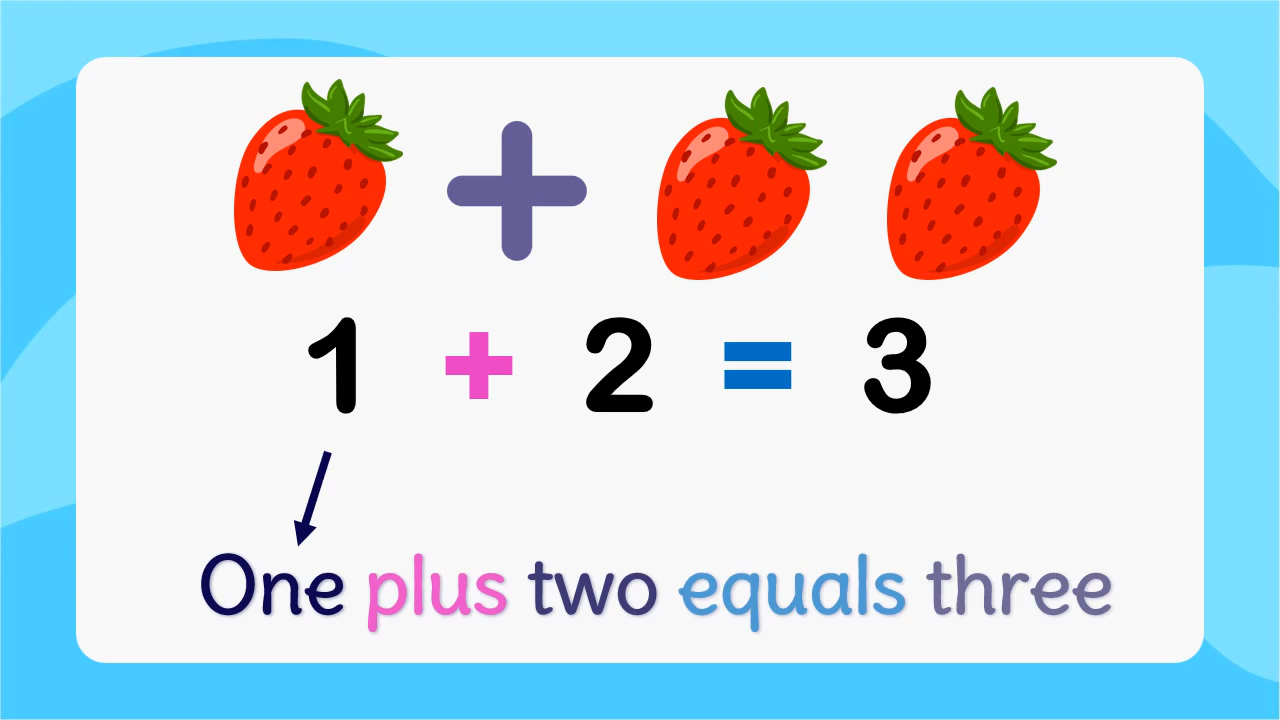 1 + 2 = 3
One plus two equals three